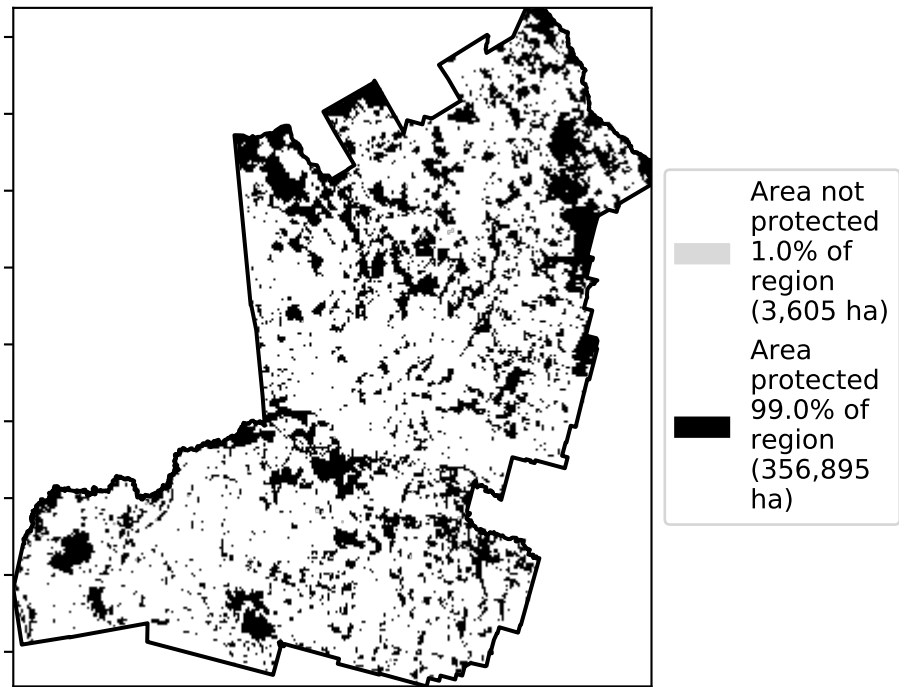 Area not
protected
1.0% of
region
(3,605 ha)
Area
protected
99.0% of
region
(356,895
ha)